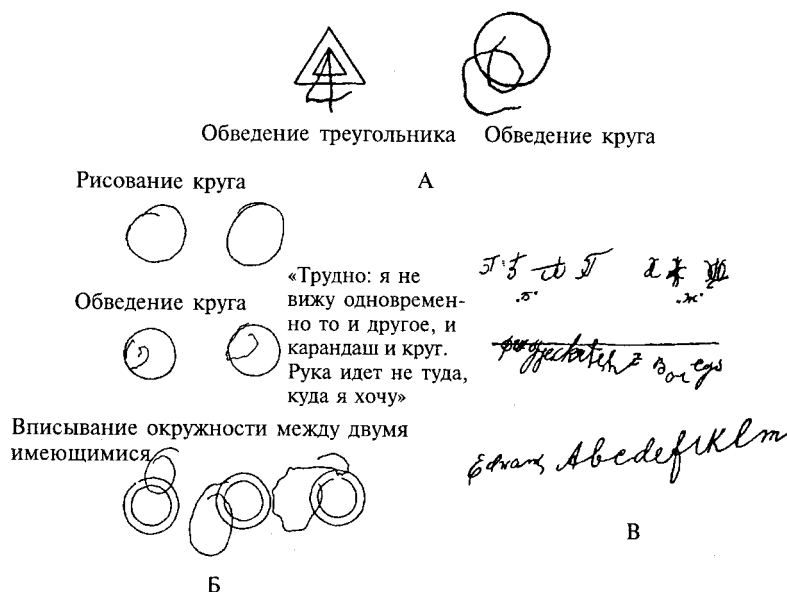 Обведение треугольника Обведение круга
А
Рисование круга
«Трудно: я не
вижу одновремен-
но то и другое, и
карандаш и круг.
Рука идет не туда,
куда я хочу»
Обведение круга
Вписывание окружности между двумя
имеющимися
Б
„Б“
„Ж“
Abcdef
В